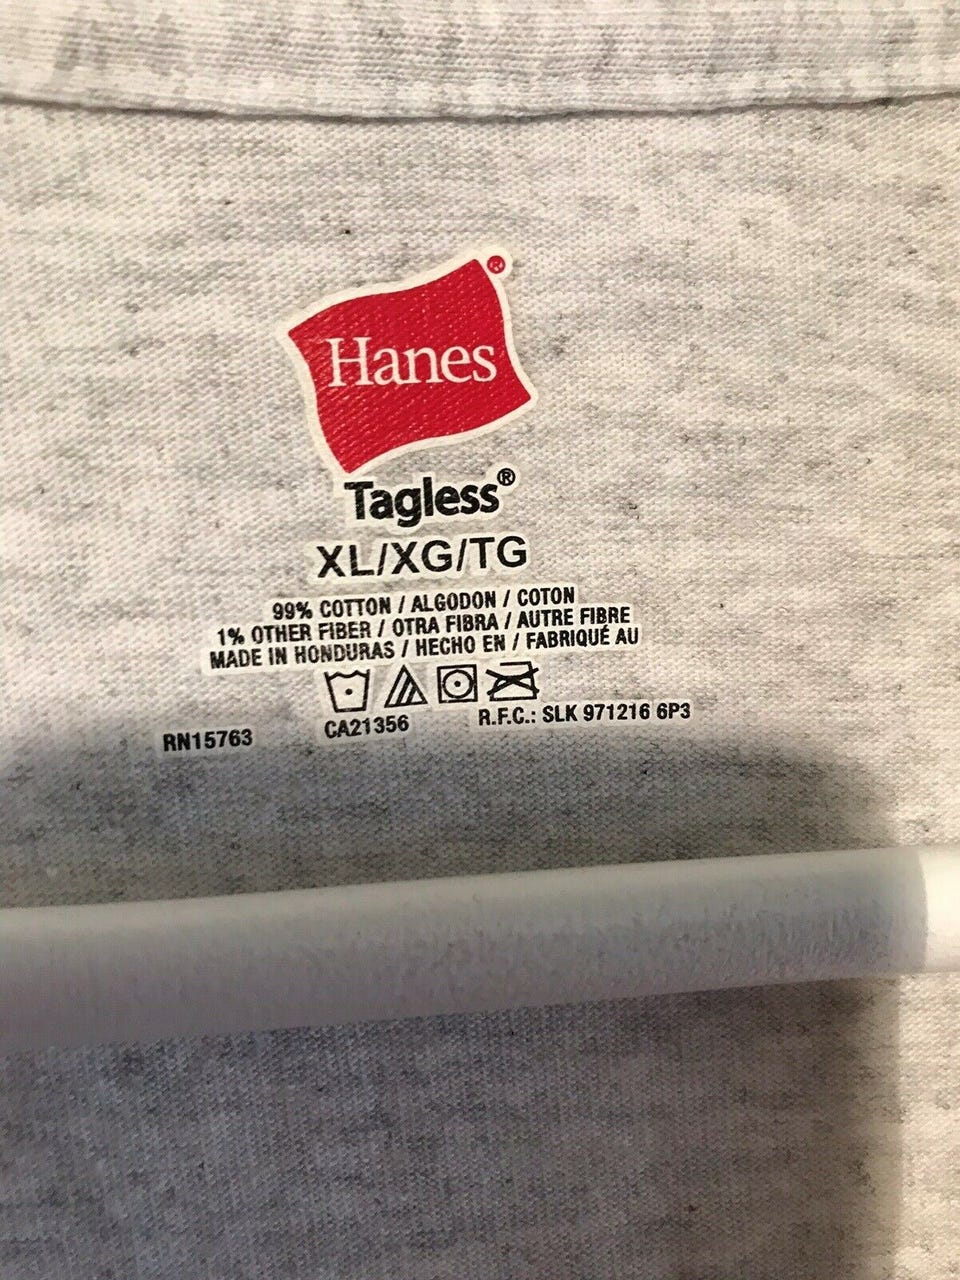 Hanes®
Tagless®
XL/XG/TG
99% COTTON / ALGODON / COTON
1% OTHER FIBER / OTRA FIBRA / AUTRE FIBRE
MADE IN HONDURAS / HECHO EN / FABRIQUÉ AU
RN15763 CA21356 R.F.C.: SLK 971216 6P3